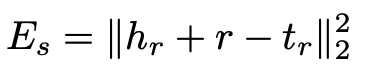 E_s = ‖h_r + r − t_r‖_2^2